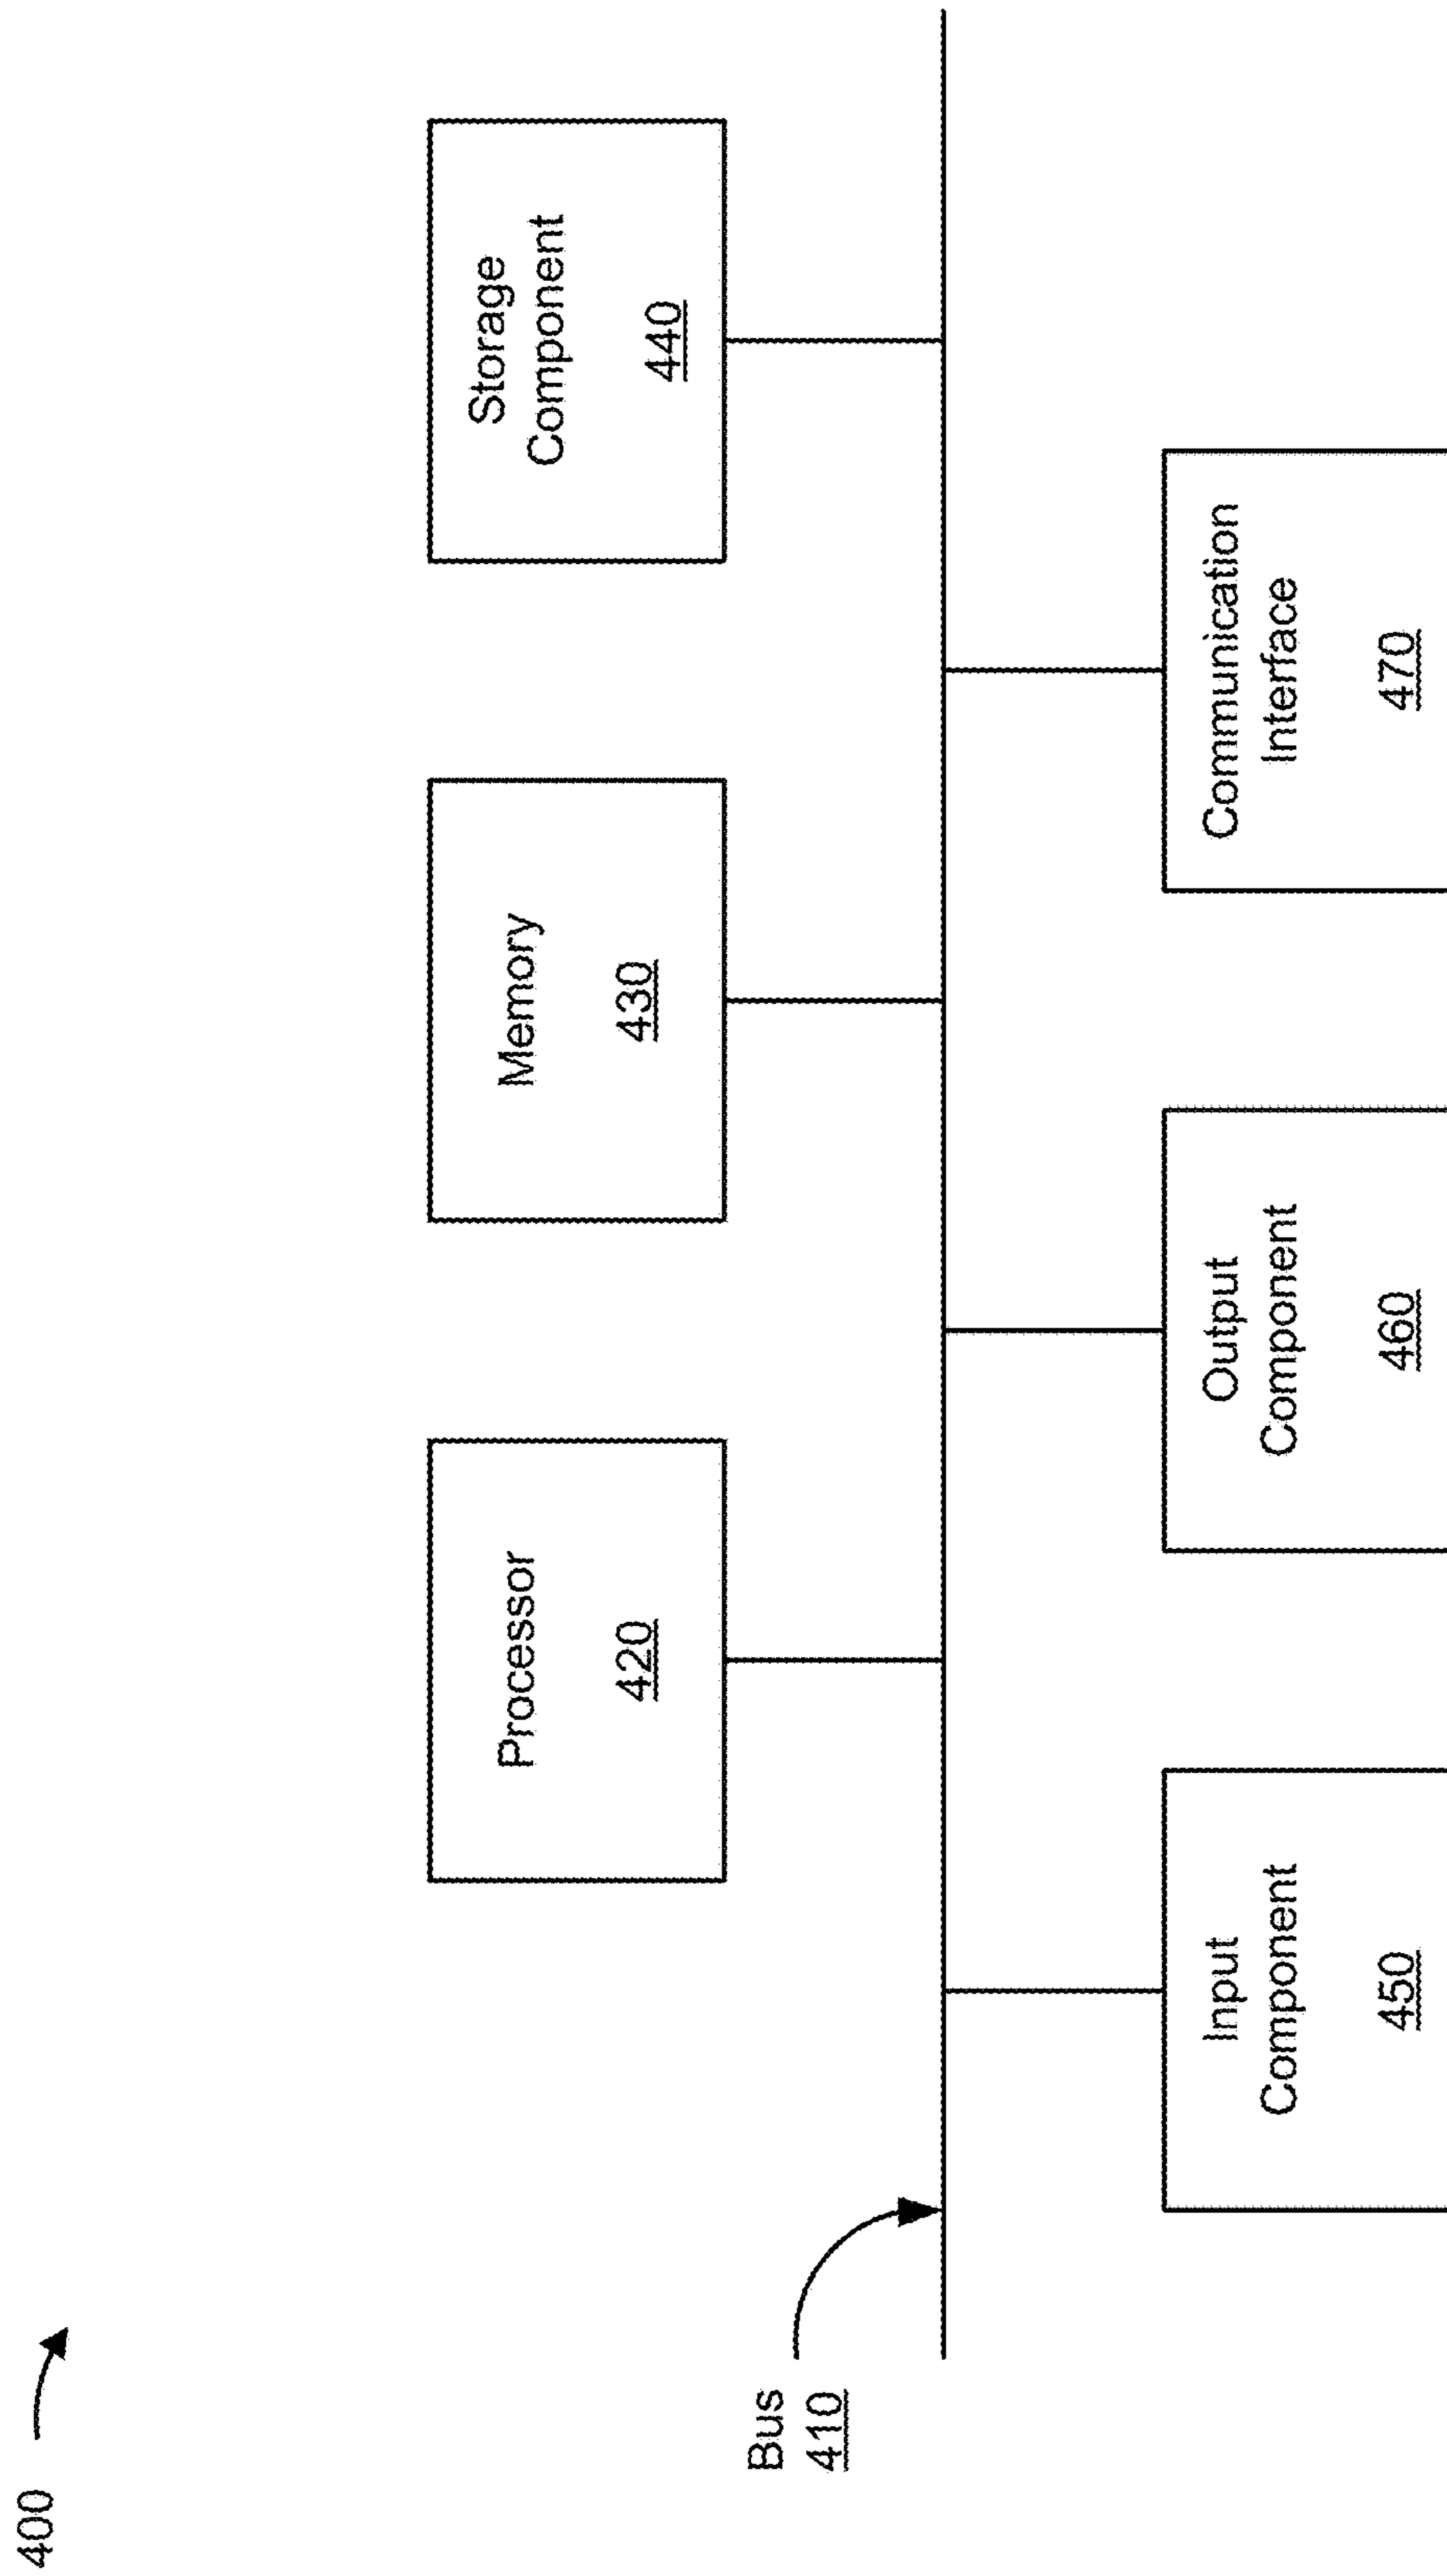 400
Processor
420
Memory
430
Storage
Component
440
Bus
410
Input
Component
450
Output
Component
460
Communication
Interface
470